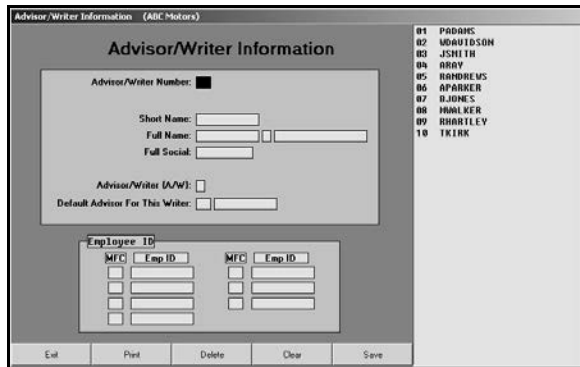 Advisor/Writer Information (ABC Motors)
Advisor/Writer Information
Advisor/Writer Number:
Short Name:
Full Name:
Full Social:
Advisor/Writer (A/W):
Default Advisor For This Writer:
Employee ID
MFC Emp ID MFC Emp ID
Exit Print Delete Clear Save
01 PADAMS
02 WDAVIDSON
03 JSMITH
04 ARAY
05 RANDREWS
06 APARKER
07 BJONES
08 MWALKER
09 RHARTLEY
10 TKIRK